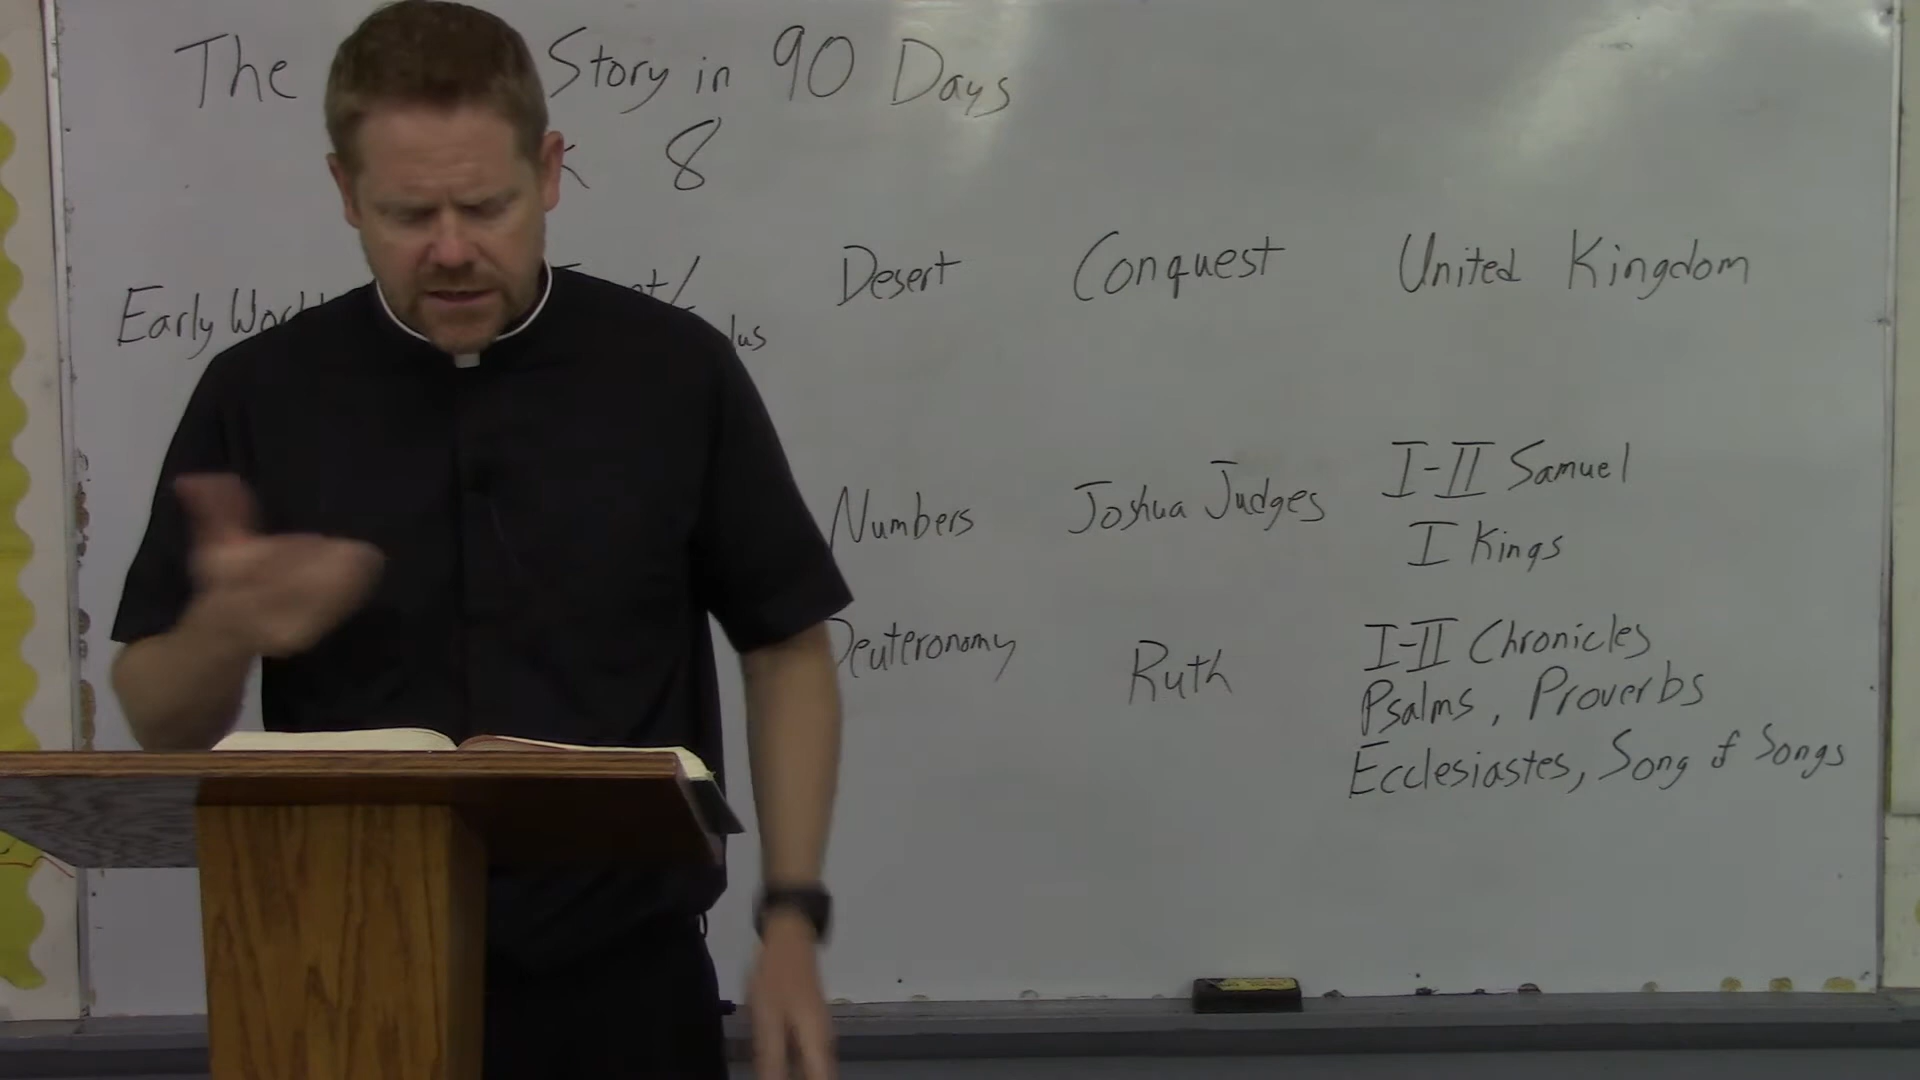 The Story in 90 Days
8
Early
Desert
Conquest
United Kingdom
Numbers
Joshua Judges
I-II Samuel
I Kings
Deuteronomy
Ruth
I-II Chronicles
Psalms, Proverbs
Ecclesiastes, Song of Songs